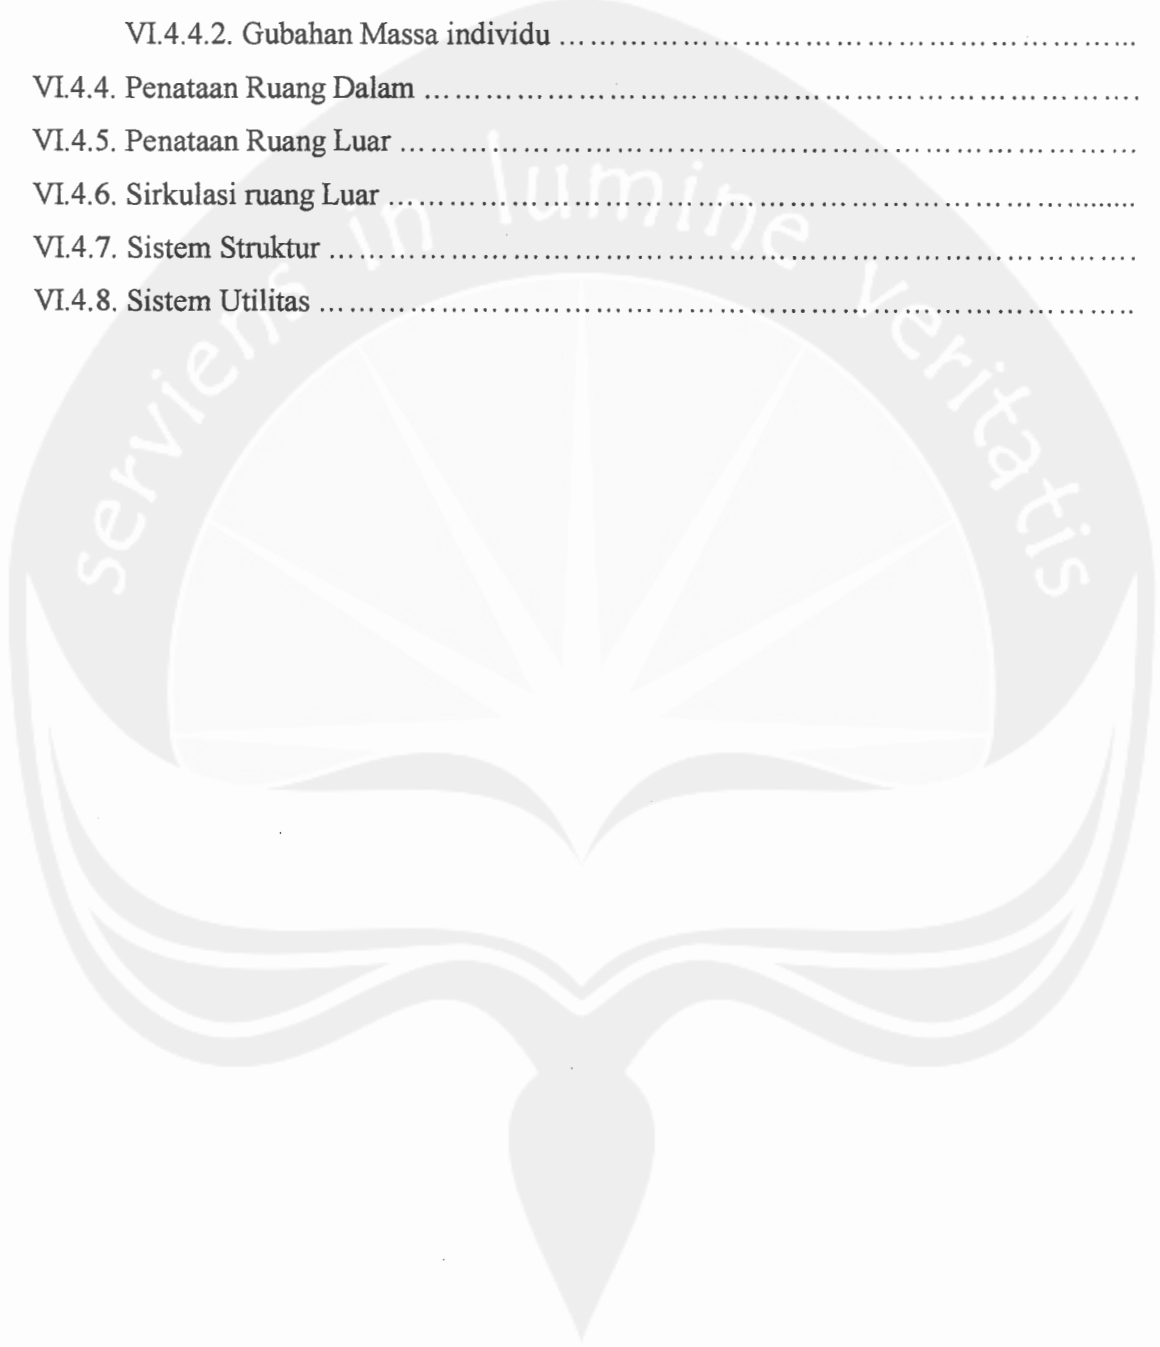 VI.4.4.2. Gubahan Massa individu ………………………………………………...
VI.4.4. Penataan Ruang Dalam …………………………………………………………….
VI.4.5. Penataan Ruang Luar ………………………………………………………………
VI.4.6. Sirkulasi ruang Luar ………………………………………………………….........
VI.4.7. Sistem Struktur …………………………………………………………………….
VI.4.8. Sistem Utilitas ……………………………………………………………………..
serviens in lumine veritatis